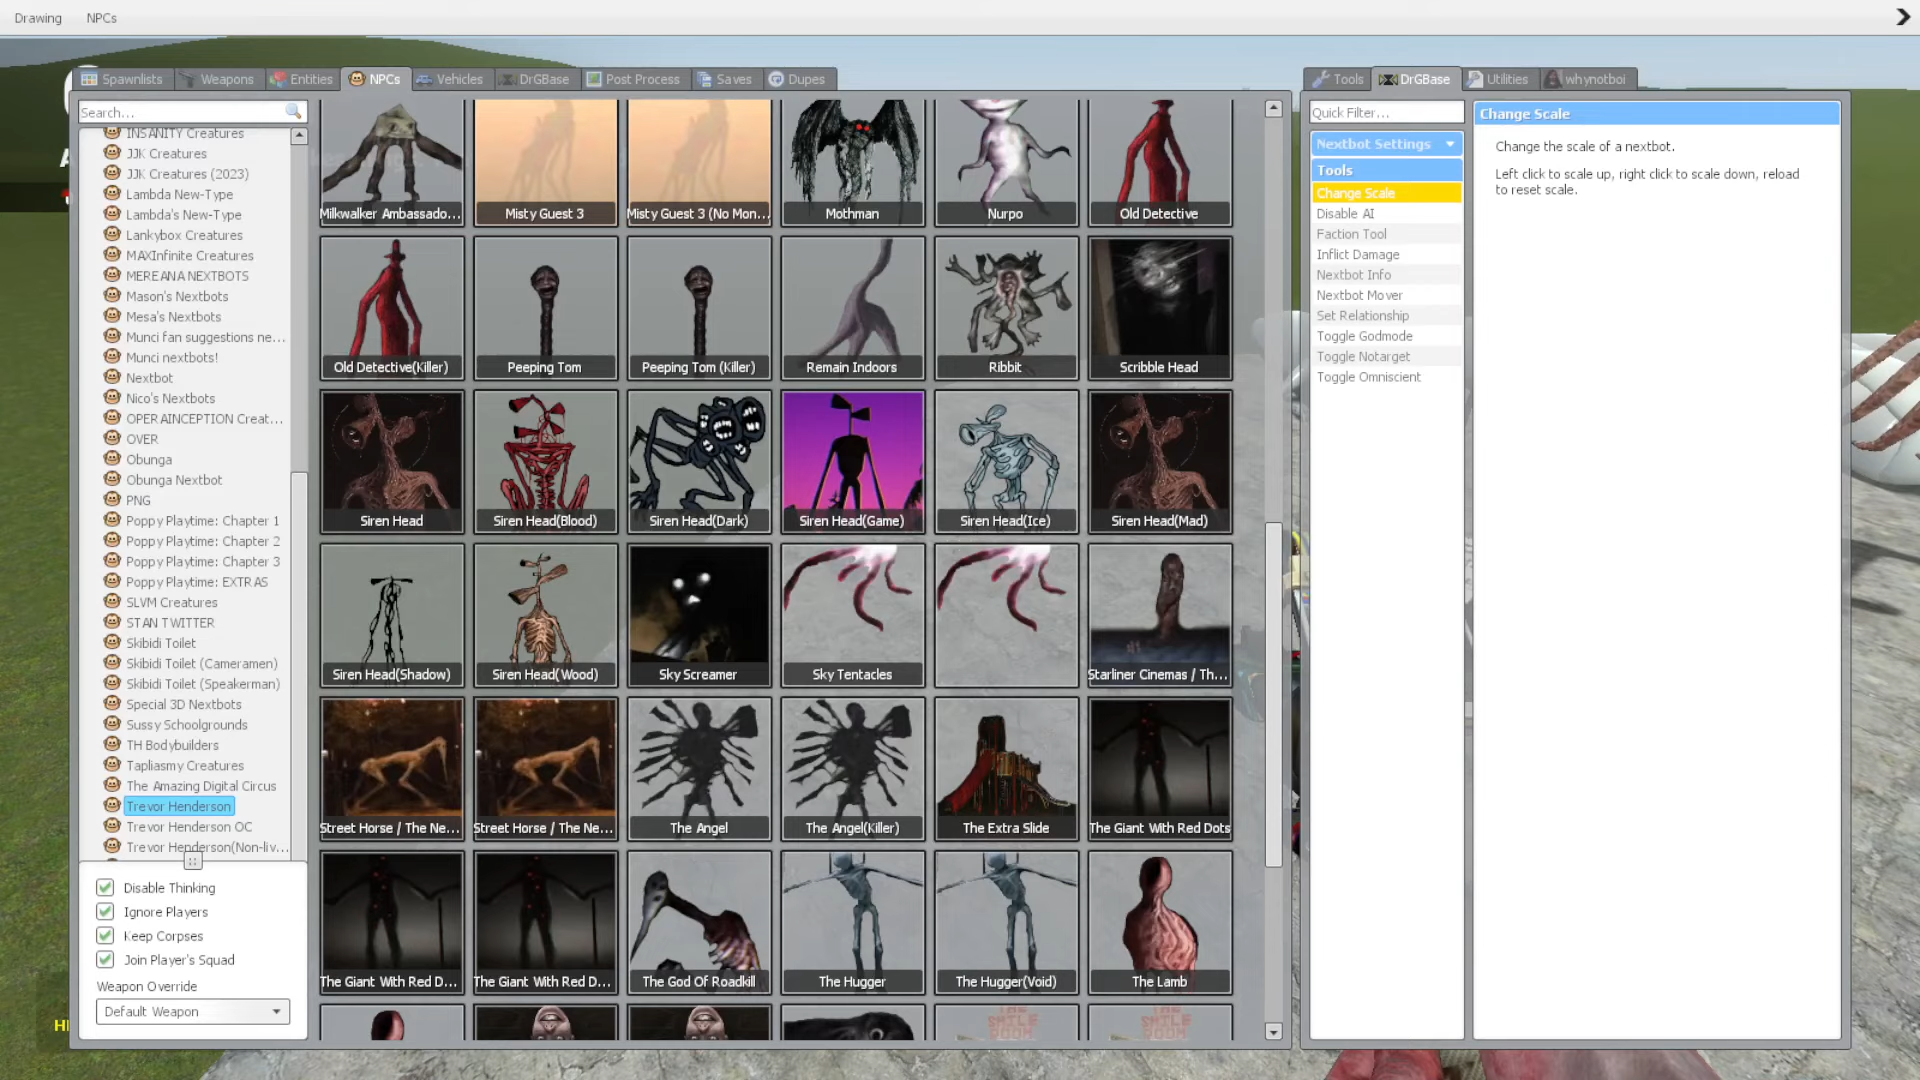 Drawing NPCs
Spawnlists Weapons Entities NPCs Vehicles DrGBase Post Process Saves Dupes
Search...
INSANITY Creatures
JJK Creatures
JJK Creatures (2023)
Lambda New-Type
Lambda's New-Type
Lankybox Creatures
MAXInfinite Creatures
MEREANA NEXTBOTS
Mason's Nextbots
Mesa's Nextbots
Munci fan suggestions ne...
Munci nextbots!
Nextbot
Nico's Nextbots
OPERAINCEPTION Creat...
OVER
Obunga
Obunga Nextbot
PNG
Poppy Playtime: Chapter 1
Poppy Playtime: Chapter 2
Poppy Playtime: Chapter 3
Poppy Playtime: EXTRAS
SLVM Creatures
STAN TWITTER
Skibidi Toilet
Skibidi Toilet (Cameramen)
Skibidi Toilet (Speakerman)
Special 3D Nextbots
Sussy Schoolgrounds
TH Bodybuilders
Tapliasmy Creatures
The Amazing Digital Circus
Trevor Henderson
Trevor Henderson OC
Trevor Henderson(Non-liv...
Disable Thinking
Ignore Players
Keep Corpses
Join Player's Squad
Weapon Override
Default Weapon
Milkwalker Ambassado... Misty Guest 3 Misty Guest 3 (No Mon... Mothman Nurpo Old Detective
Old Detective(Killer) Peeping Tom Peeping Tom (Killer) Remain Indoors Ribbit Scribble Head
Siren Head Siren Head(Blood) Siren Head(Dark) Siren Head(Game) Siren Head(Ice) Siren Head(Mad)
Siren Head(Shadow) Siren Head(Wood) Sky Screamer Sky Tentacles Starliner Cinemas / Th...
Street Horse / The Ne... Street Horse / The Ne... The Angel The Angel(Killer) The Extra Slide The Giant With Red Dots
The Giant With Red D... The Giant With Red D... The God Of Roadkill The Hugger The Hugger(Void) The Lamb
THE SMILE ROOM THE SMILE ROOM
Tools DrGBase Utilities whynotboi
Quick Filter...
Nextbot Settings
Tools
Change Scale
Disable AI
Faction Tool
Inflict Damage
Nextbot Info
Nextbot Mover
Set Relationship
Toggle Godmode
Toggle Notarget
Toggle Omniscient
Change Scale
Change the scale of a nextbot.
Left click to scale up, right click to scale down, reload
to reset scale.